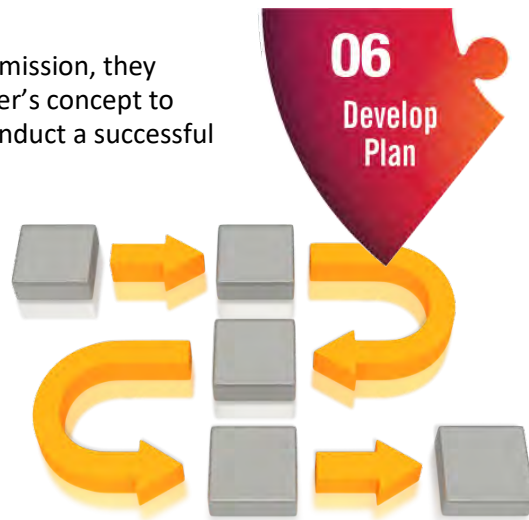 mission, they
er's concept to
nduct a successful
06
Develop
Plan